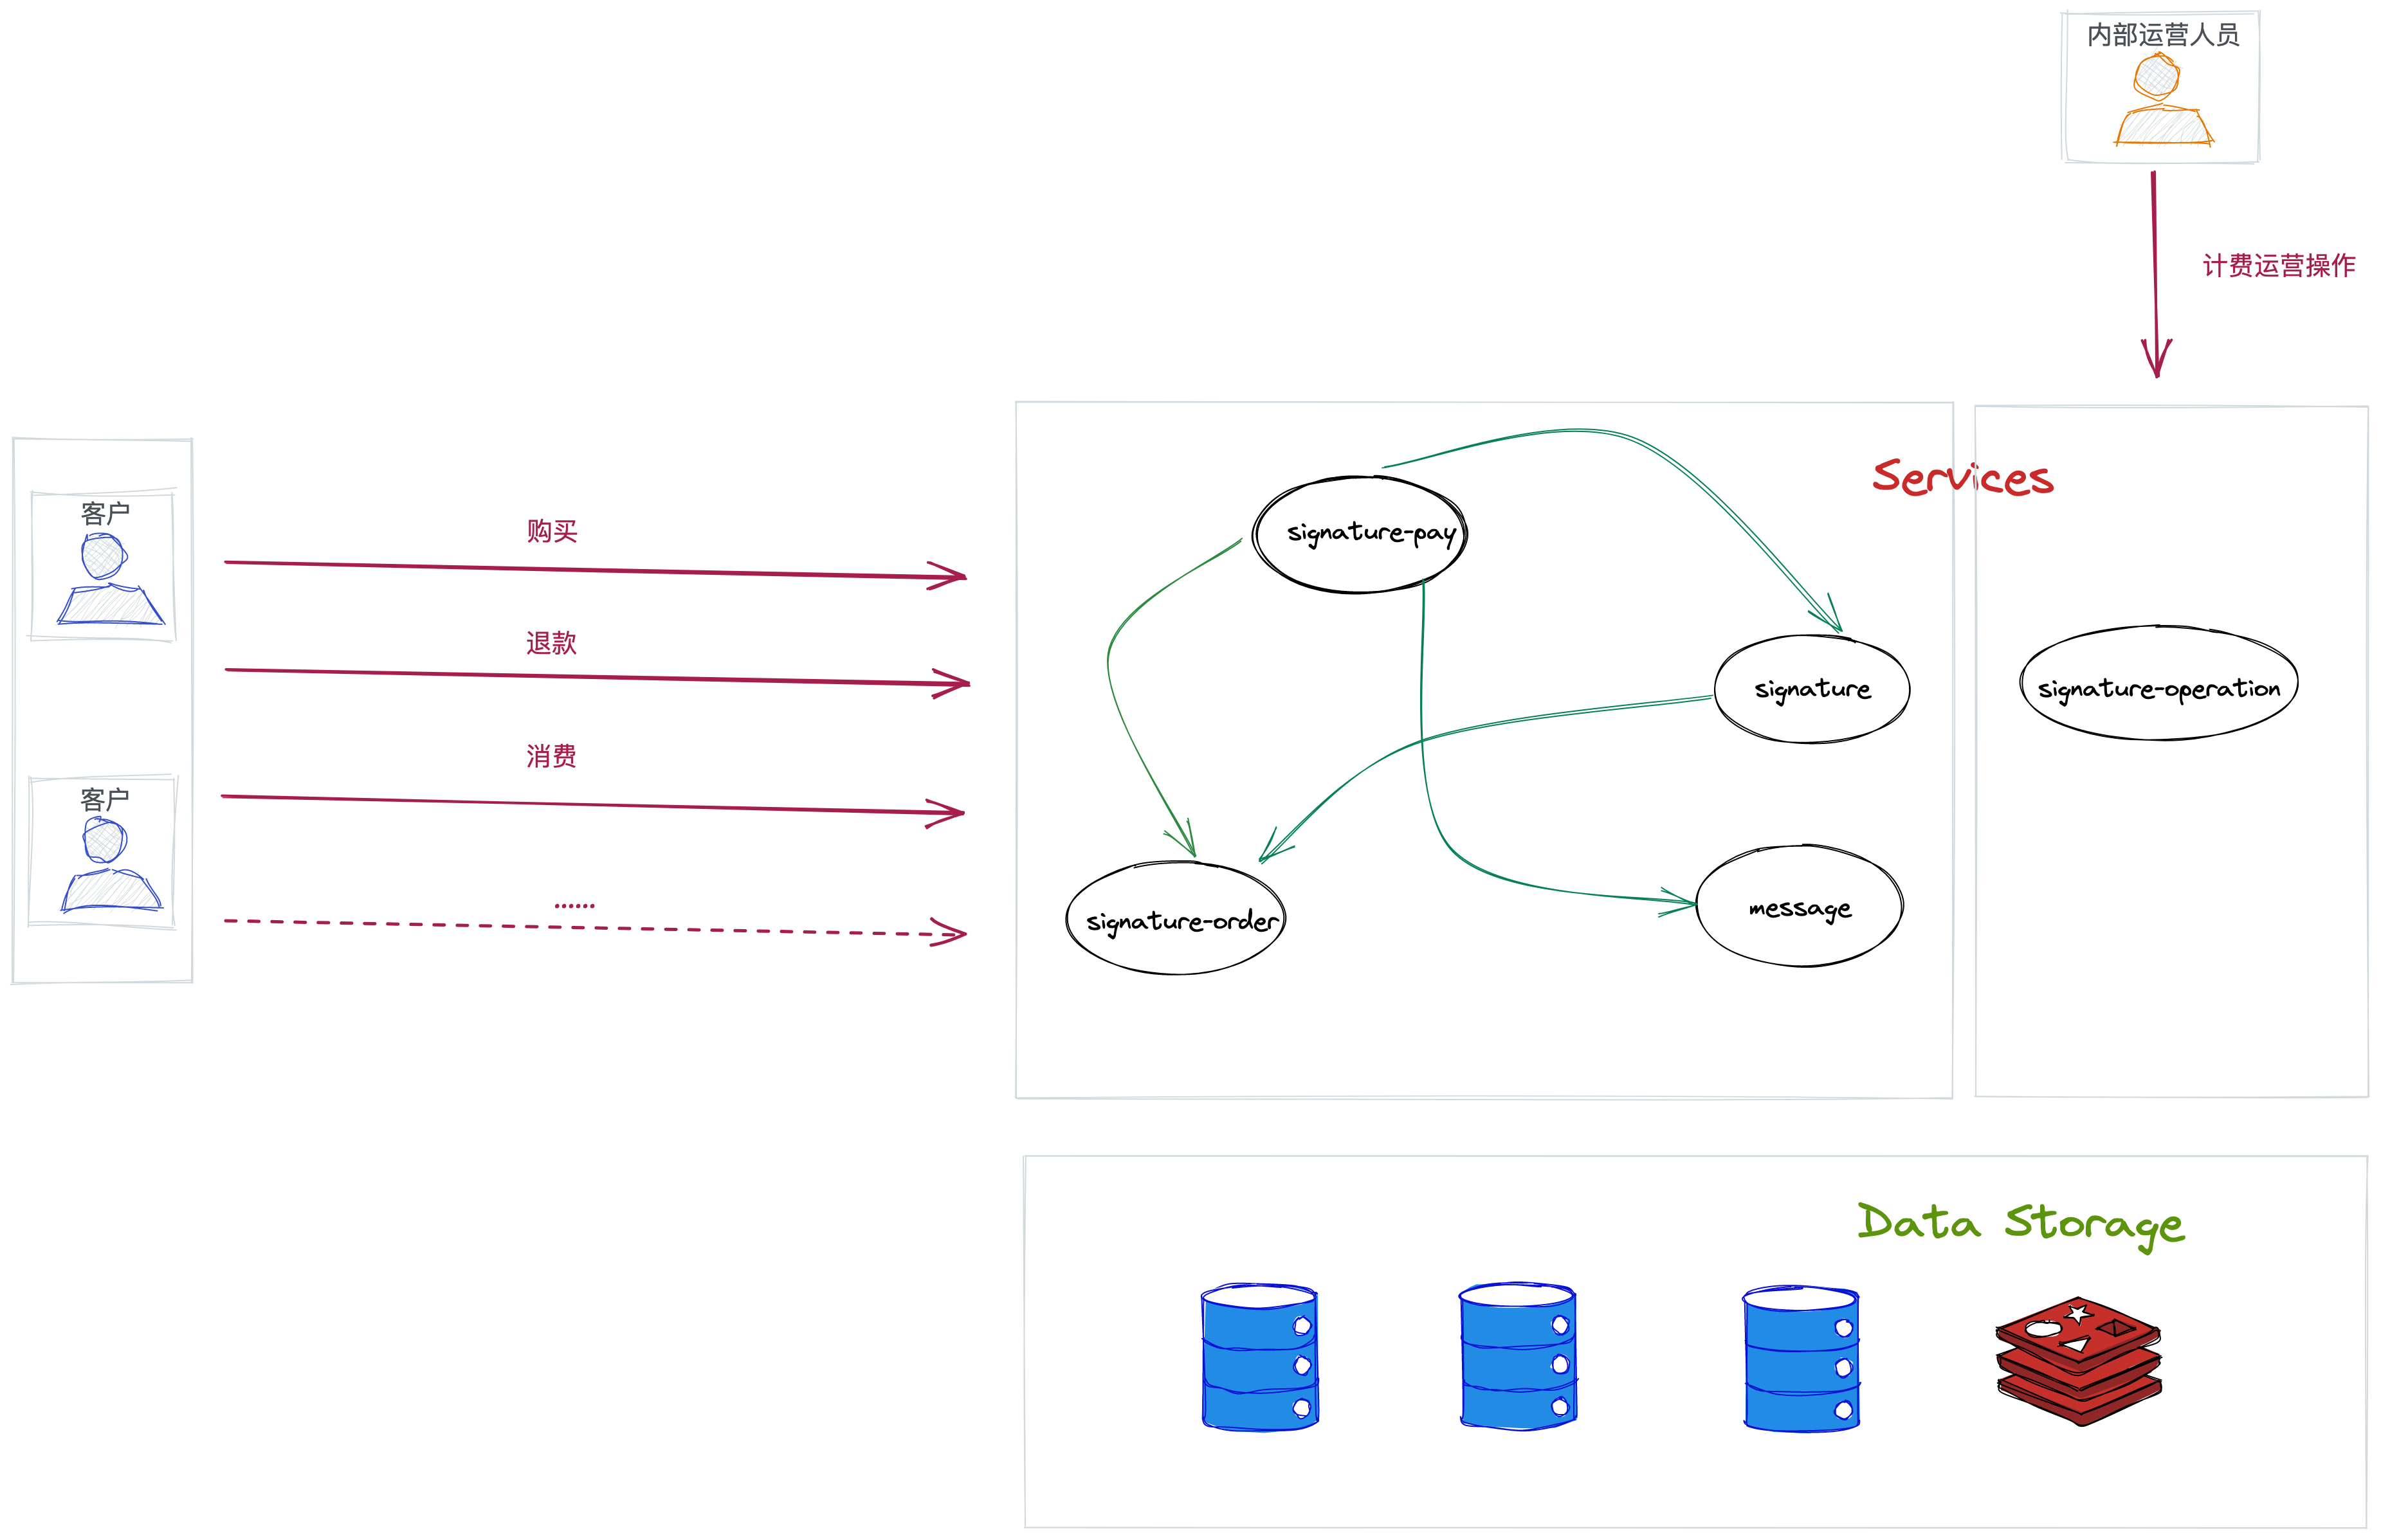 内部运营人员
计费运营操作
客户
购买
退款
消费
客户
......
Services
signature-pay
signature
signature-operation
signature-order
message
Data Storage